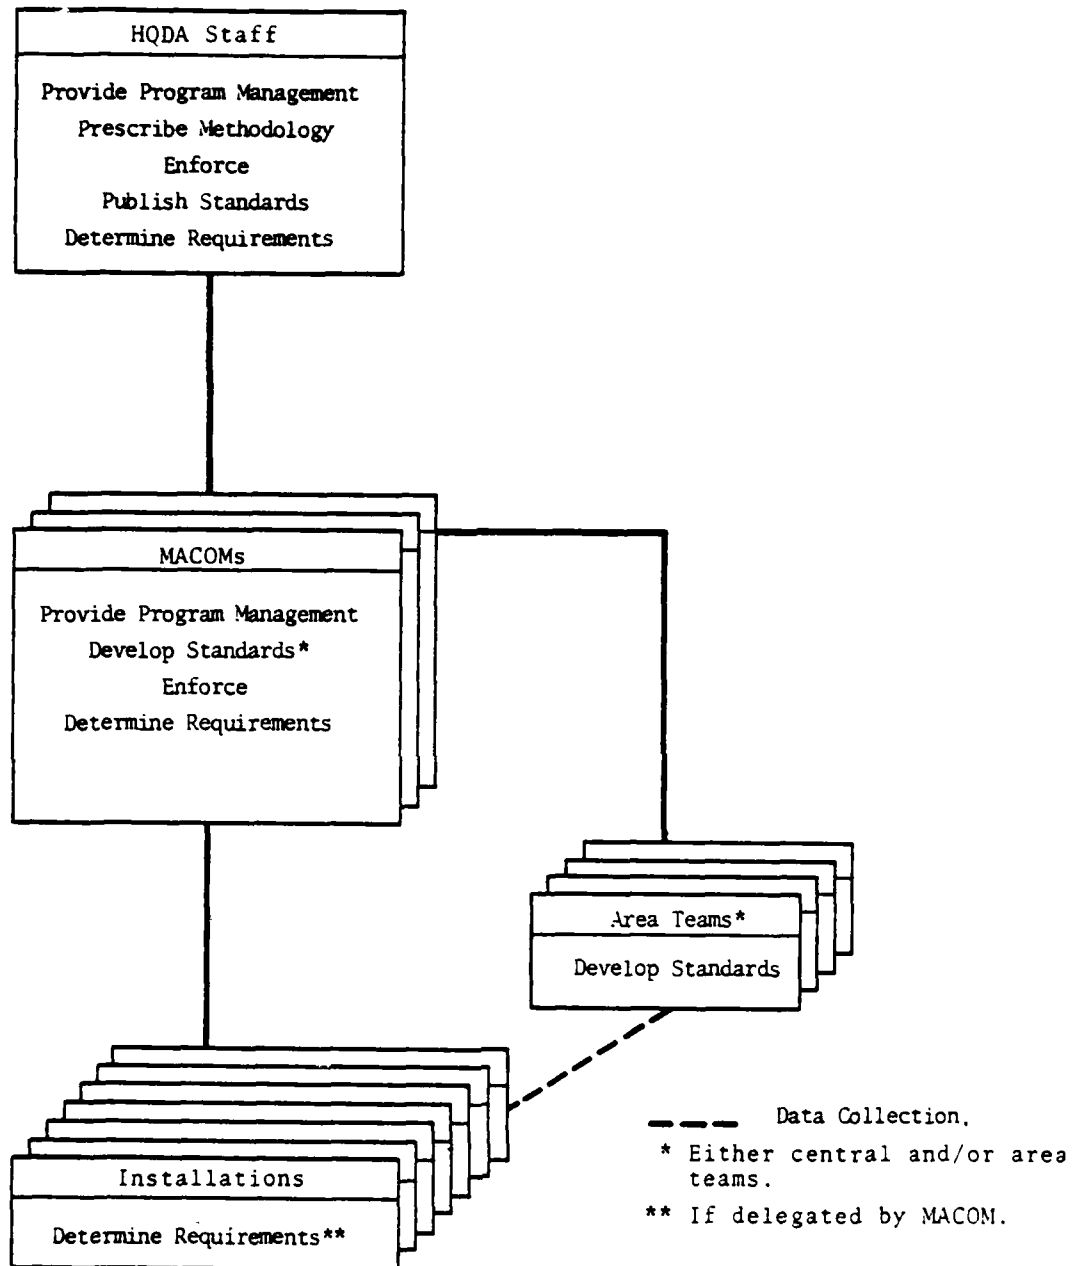 HQDA Staff
Provide Program Management
Prescribe Methodology
Enforce
Publish Standards
Determine Requirements
MACOMs
Provide Program Management
Develop Standards*
Enforce
Determine Requirements
Area Teams*
Develop Standards
Installations
Determine Requirements**
Data Collection.
* Either central and/or area
teams.
** If delegated by MACOM.